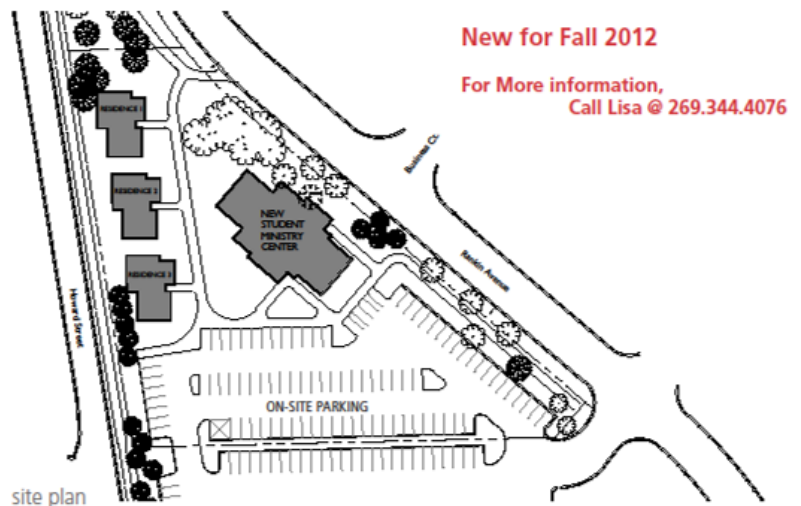 New for Fall 2012
For More information,
Call Lisa @ 269.344.4076
RESIDENCE 1
Business Ct.
RESIDENCE 2
NEW
STUDENT
MINISTRY
CENTER
Rankin Avenue
RESIDENCE 3
Howard Street
ON-SITE PARKING
site plan